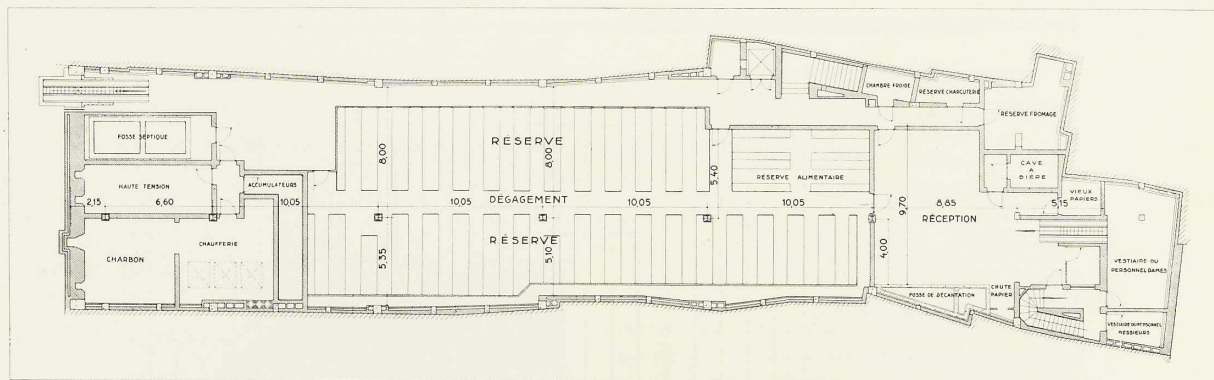 FOSSE SEPTIQUE
HAUTE TENSION
2,15
6,60
ACCUMULATEURS
10,05
CHARBON
CHAUFFERIE
RÉSERVE
8,00
8,00
10,05
DÉGAGEMENT
10,05
10,05
RÉSERVE
5,35
5,10
5,40
RÉSERVE ALIMENTAIRE
CHAMBRE FROIDE
RÉSERVE CHARCUTERIE
RÉSERVE FROMAGE
CAVE
A
BIÈRE
VIEUX
PAPIERS
5,15
8,85
9,70
RÉCEPTION
4,00
VESTIAIRE DU
PERSONNEL DAMES
FOSSE DE DÉCANTATION
CHUTE
PAPIER
VESTIAIRE DU PERSONNEL
MESSIEURS